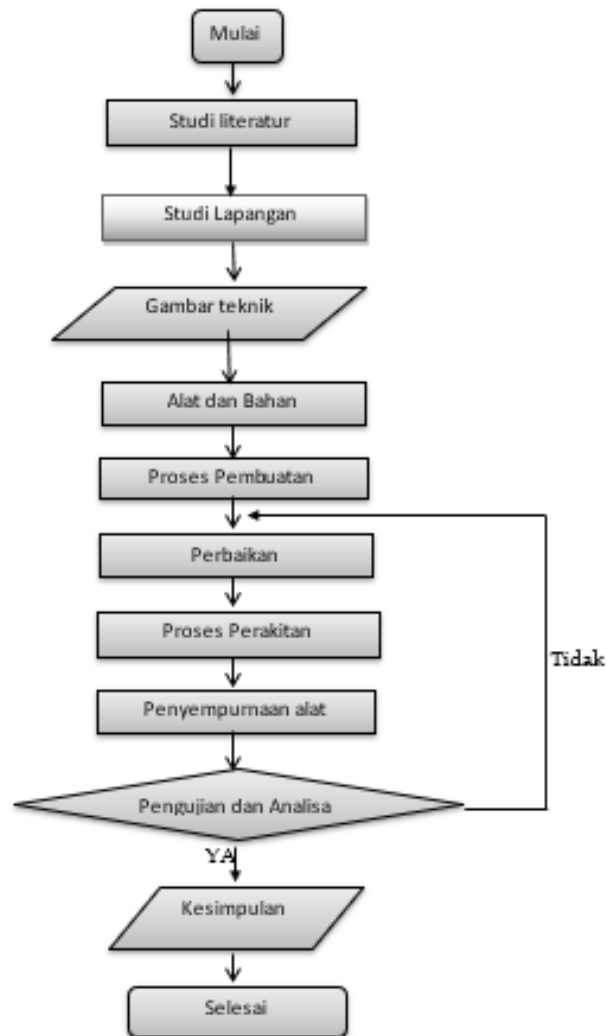 Mulai
Studi literatur
Studi Lapangan
Gambar teknik
Alat dan Bahan
Proses Pembuatan
Perbaikan
Proses Perakitan
Tidak
Penyempurnaan alat
Pengujian dan Analisa
YA
Kesimpulan
Selesai